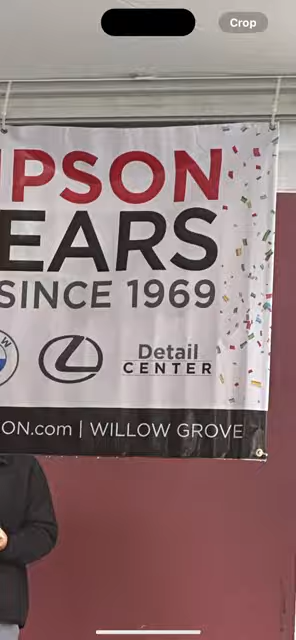 Crop
IPSON
EARS
SINCE 1969
W
Detail
CENTER
ON.com | WILLOW GROVE